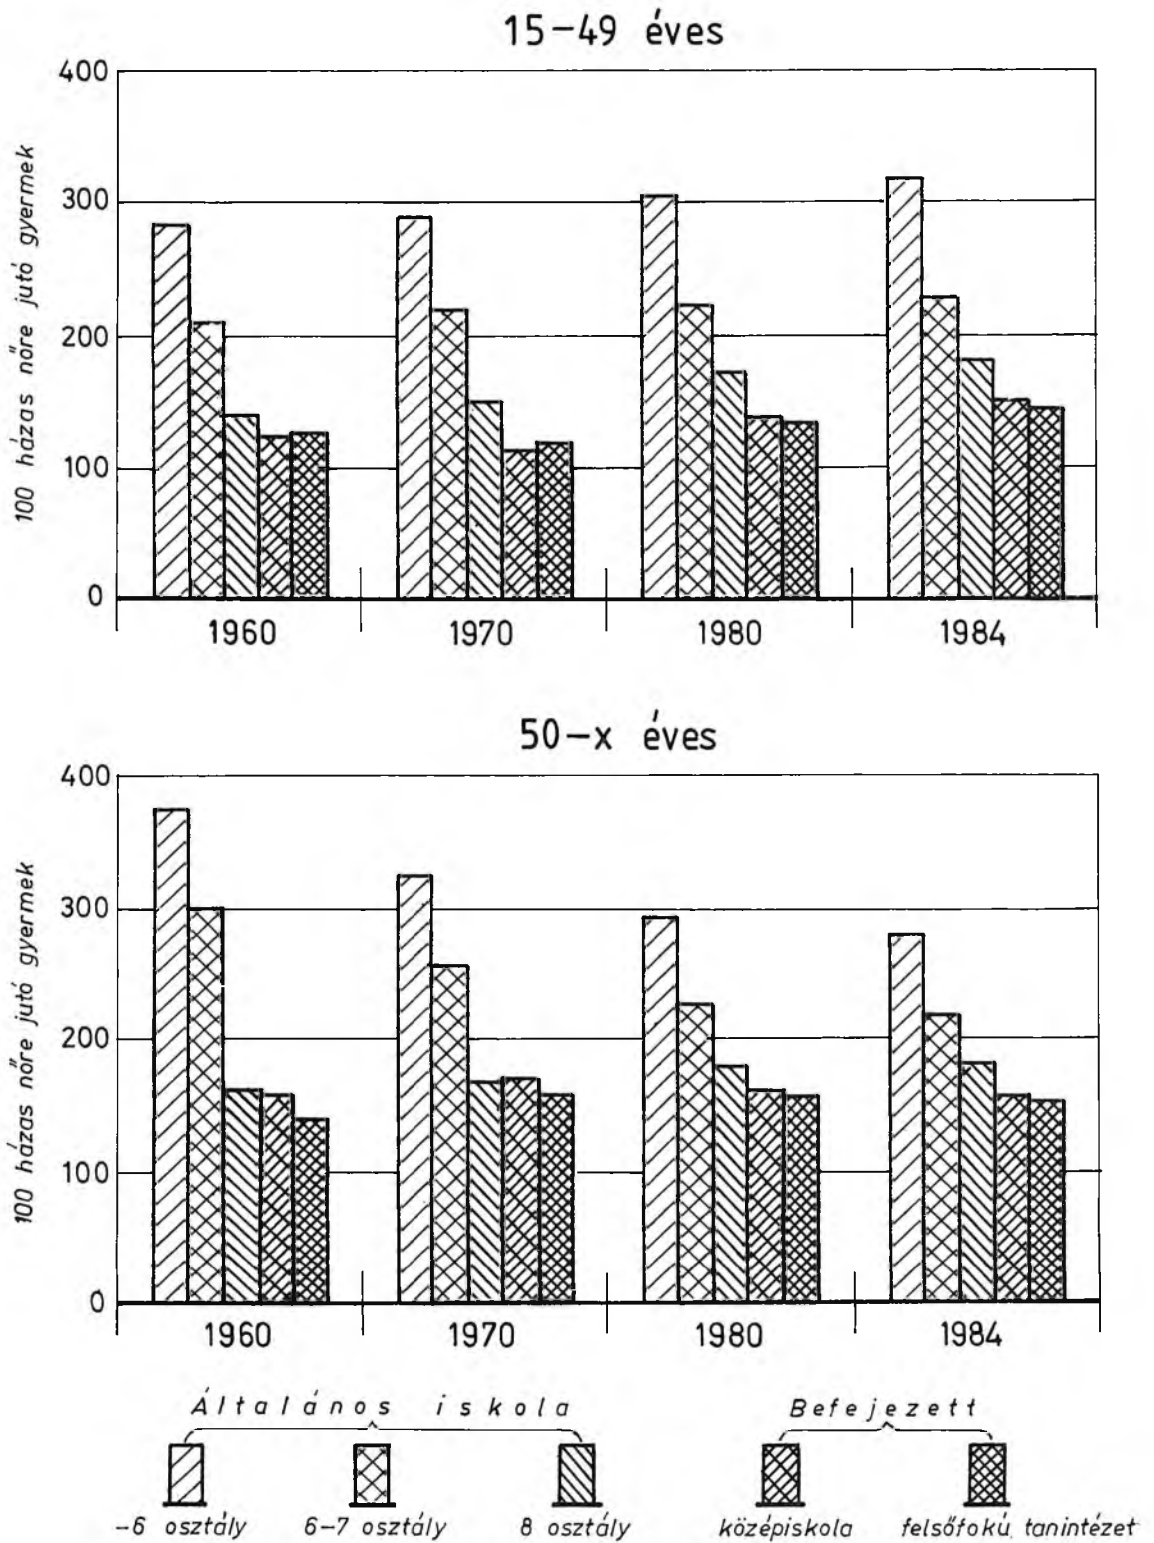 15-49 éves
100 házas nőre jutó gyermek
400
300
200
100
0
1960 1970 1980 1984
50-x éves
100 házas nőre jutó gyermek
400
300
200
100
0
1960 1970 1980 1984
Általános iskola Befejezett
-6 osztály 6-7 osztály 8 osztály középiskola felsőfokú tanintézet